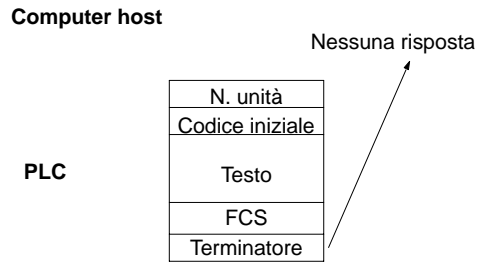 Computer host
Nessuna risposta
N. unità
Codice iniziale
PLC
Testo
FCS
Terminatore